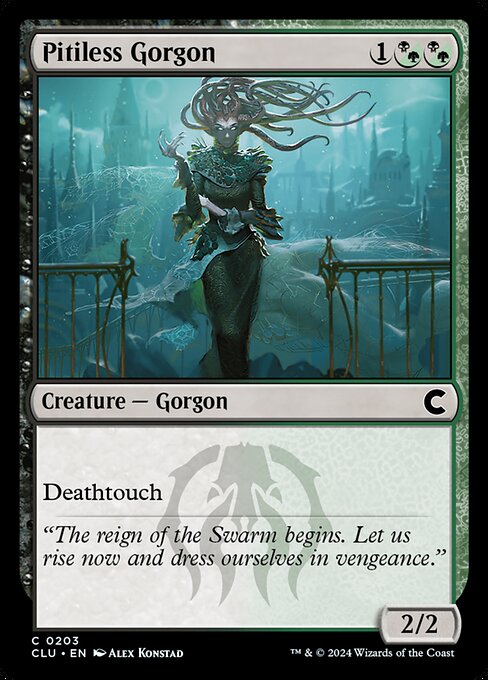 Pitiless Gorgon 1
Creature — Gorgon
Deathtouch
“The reign of the Swarm begins. Let us
rise now and dress ourselves in vengeance.”
2/2
C 0203
CLU • EN Alex Konstad
™ & © 2024 Wizards of the Coast